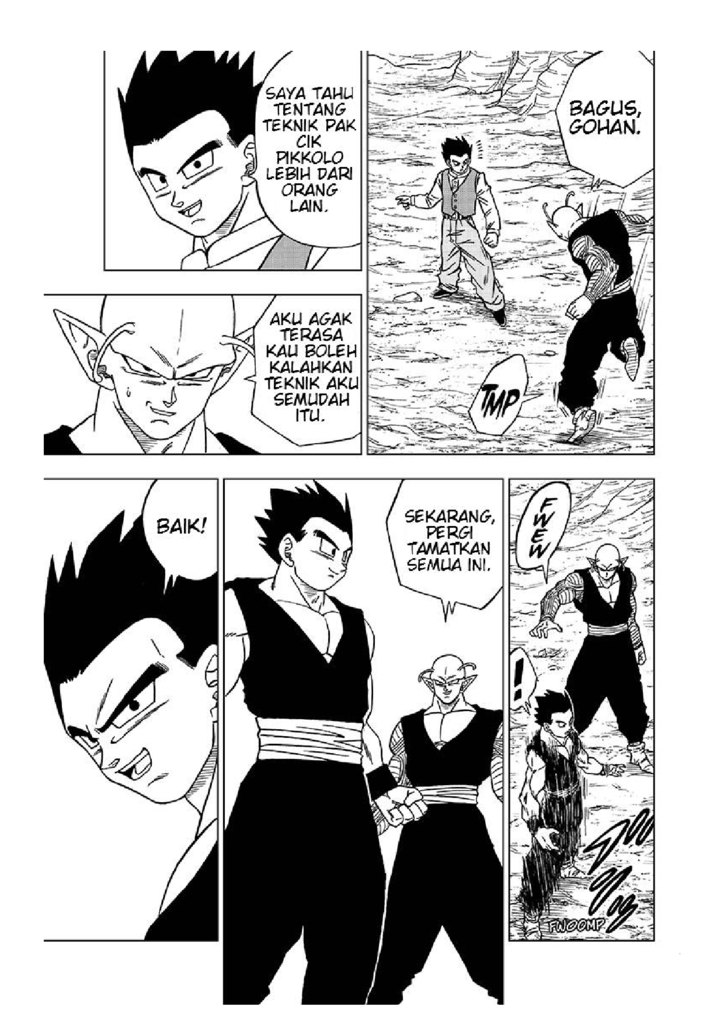 BAGUS,
GOHAN.
TMP
SAYA TAHU
TENTANG
TEKNIK PAK
CIK
PIKKOLO
LEBIH DARI
ORANG
LAIN.
AKU AGAK
TERASA
KAU BOLEH
KALAHKAN
TEKNIK AKU
SEMUDAH
ITU.
FWEW
!
FWOOMP
SEKARANG,
PERGI
TAMATKAN
SEMUA INI.
BAIK!